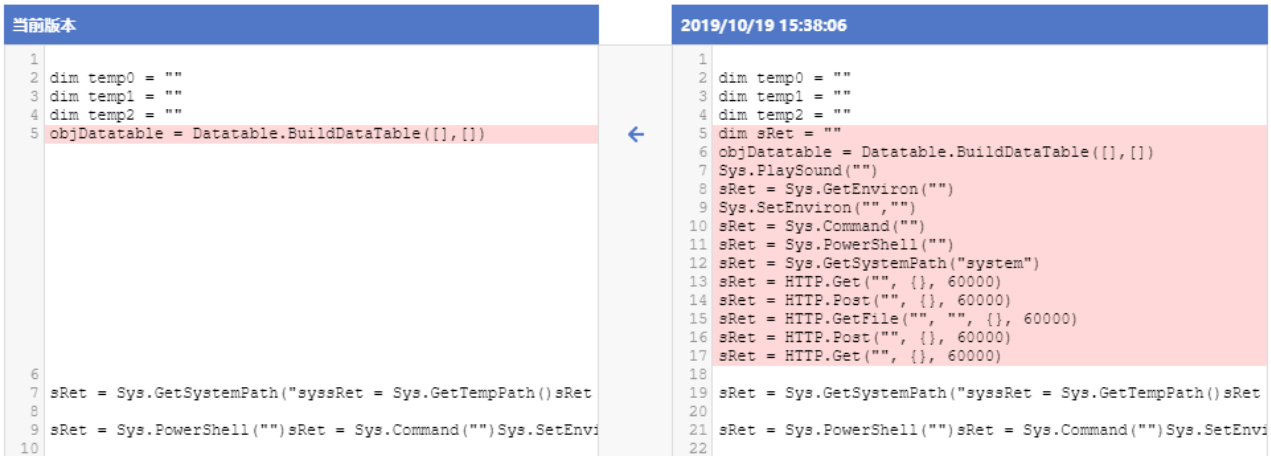 当前版本
1
2 dim temp0 = ""
3 dim temp1 = ""
4 dim temp2 = ""
5 objDatatable = Datatable.BuildDataTable([],[])
6
7 sRet = Sys.GetSystemPath("syssRet = Sys.GetTempPath()sRet
8
9 sRet = Sys.PowerShell("")sRet = Sys.Command("")Sys.SetEnvi
10
2019/10/19 15:38:06
1
2 dim temp0 = ""
3 dim temp1 = ""
4 dim temp2 = ""
5 dim sRet = ""
6 objDatatable = Datatable.BuildDataTable([],[])
7 Sys.PlaySound("")
8 sRet = Sys.GetEnviron("")
9 Sys.SetEnviron("","")
10 sRet = Sys.Command("")
11 sRet = Sys.PowerShell("")
12 sRet = Sys.GetSystemPath("system")
13 sRet = HTTP.Get("", {}, 60000)
14 sRet = HTTP.Post("", {}, 60000)
15 sRet = HTTP.GetFile("", "", {}, 60000)
16 sRet = HTTP.Post("", {}, 60000)
17 sRet = HTTP.Get("", {}, 60000)
18
19 sRet = Sys.GetSystemPath("syssRet = Sys.GetTempPath()sRet
20
21 sRet = Sys.PowerShell("")sRet = Sys.Command("")Sys.SetEnvi
22